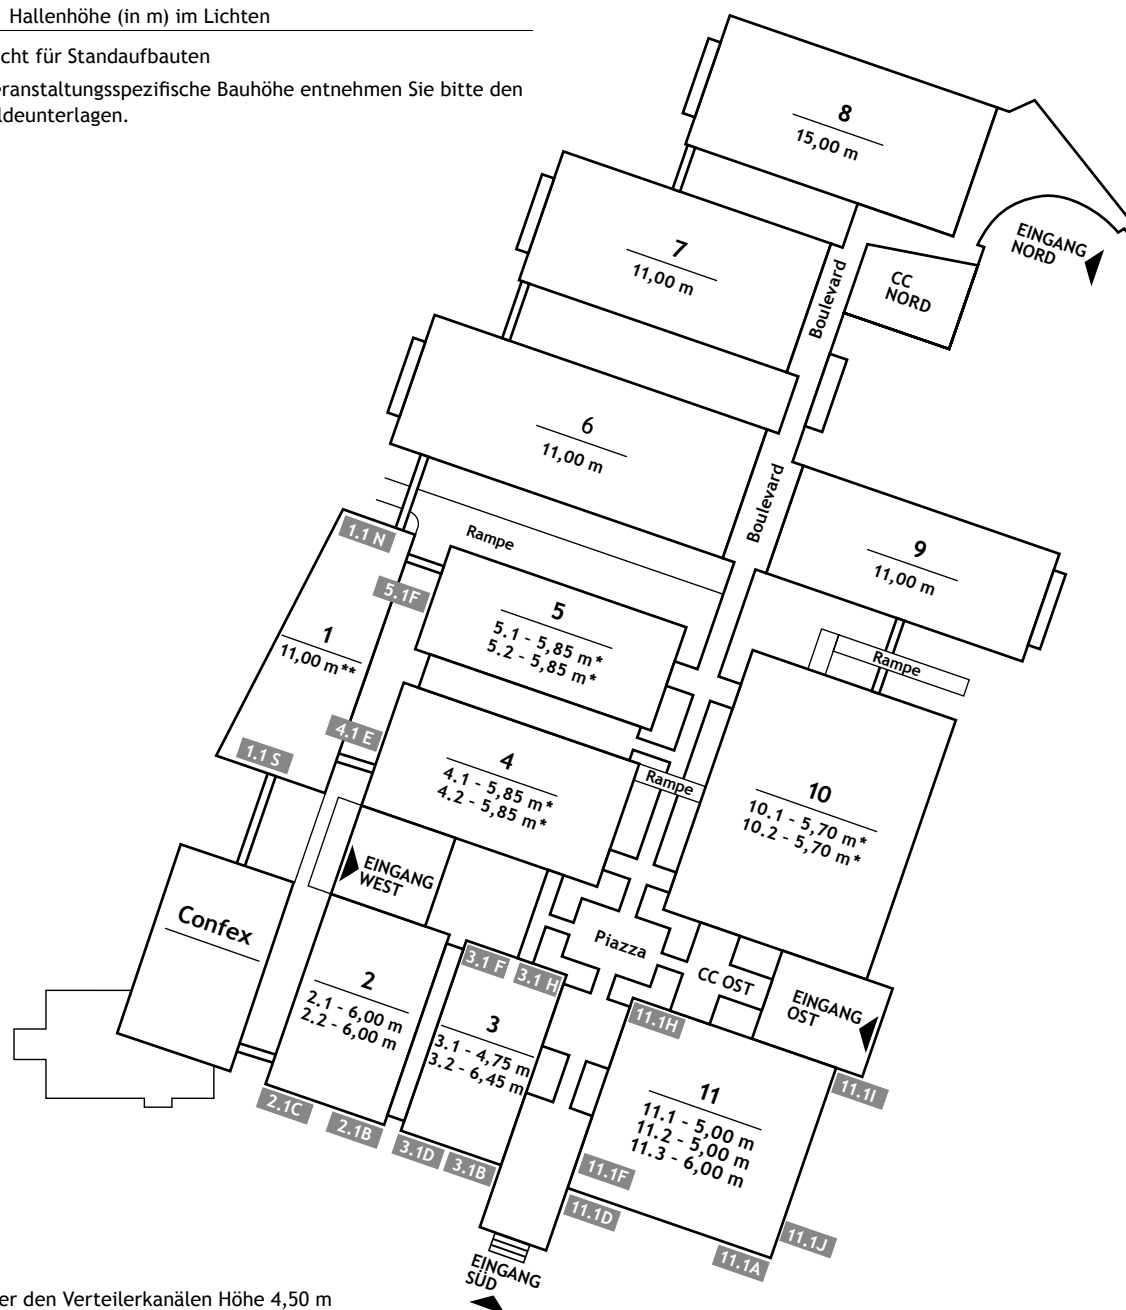 Hallenhöhe (in m) im Lichten
für Standaufbauten
Bauhöhe entnehmen Sie bitte den
8
15,00 m
EINGANG
NORD
7
11,00 m
CC
NORD
Boulevard
6
11,00 m
Boulevard
1.1 N
Rampe
9
11,00 m
5.1F
5
5.1 - 5,85 m*
5.2 - 5,85 m*
1
11,00 m**
Rampe
4.1 E
1.1 S
4
4.1 - 5,85 m*
4.2 - 5,85 m*
Rampe
10
10.1 - 5,70 m*
10.2 - 5,70 m*
EINGANG
WEST
Confex
Piazza
3.1 F
3.1 H
CC OST
2
2.1 - 6,00 m
2.2 - 6,00 m
EINGANG
OST
3
3.1 - 4,75 m
3.2 - 6,45 m
11.1H
11
11.1 - 5,00 m
11.2 - 5,00 m
11.3 - 6,00 m
11.1I
2.1C
2.1B
3.1D
3.1B
11.1F
11.1D
11.1J
11.1A
EINGANG
SÜD
den Verteilerkanälen Höhe 4,50 m